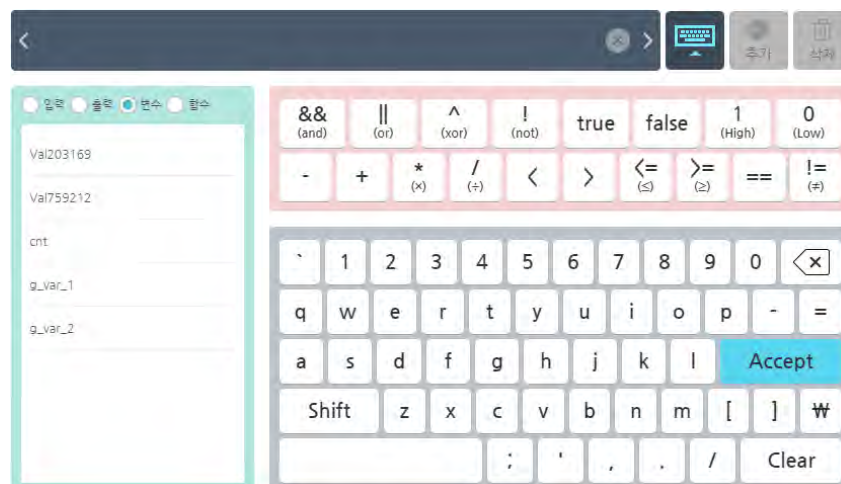 추가 삭제
입력 출력 변수 함수
Val203169
Val759212
cnt
g_var_1
g_var_2
&& || ^ ! true false 1 0
(and) (or) (xor) (not) (High) (Low)
- + * / < > <= >= == !=
(×) (÷) (≤) (≥) (≠)
` 1 2 3 4 5 6 7 8 9 0
q w e r t y u i o p - =
a s d f g h j k l Accept
Shift z x c v b n m [ ] ₩
; ' , . / Clear